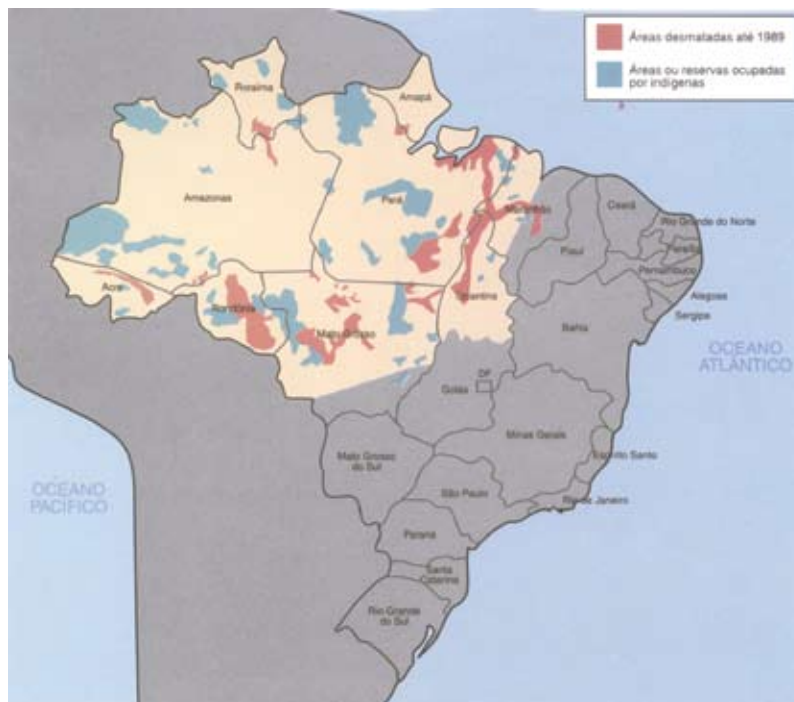 Áreas desmatadas até 1989
Áreas ou reservas ocupadas
por indígenas
Roraima
Amapá
Amazonas
Pará
Maranhão
Ceará
Rio Grande do Norte
Paraíba
Piauí
Pernambuco
Acre
Alagoas
Rondônia
Tocantins
Sergipe
Mato Grosso
Bahia
OCEANO
ATLÂNTICO
DF
Goiás
Minas Gerais
Mato Grosso
do Sul
Espírito Santo
OCEANO
PACÍFICO
São Paulo
Rio de Janeiro
Paraná
Santa
Catarina
Rio Grande
do Sul